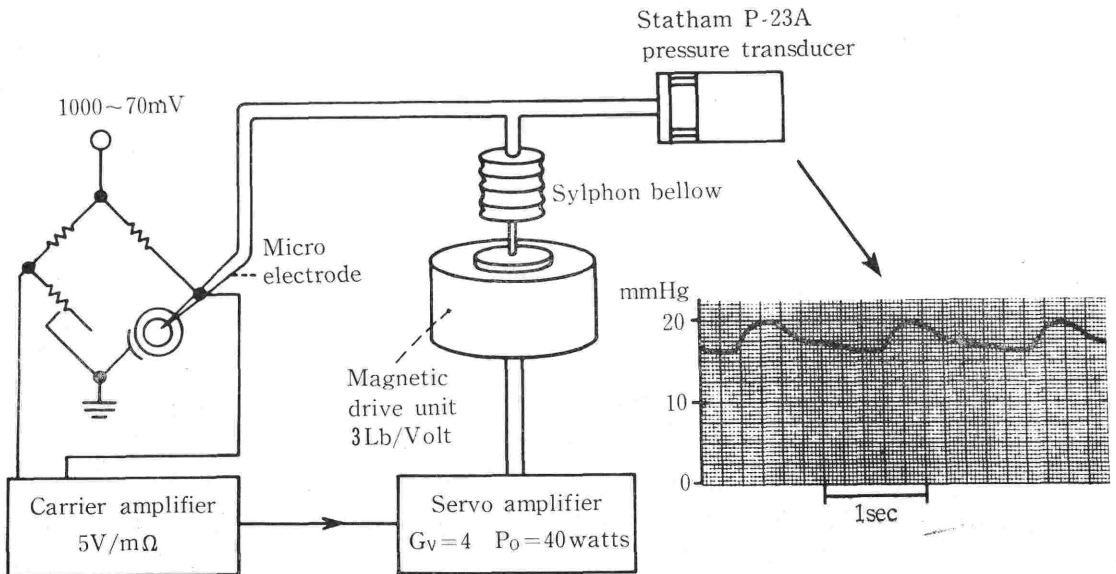 Statham P-23A
pressure transducer
1000~70mV
Sylphon bellow
Micro
electrode
mmHg
20
10
0
1sec
Magnetic
drive unit
3Lb/Volt
Carrier amplifier
5V/mΩ
Servo amplifier
Gv=4 Po=40watts